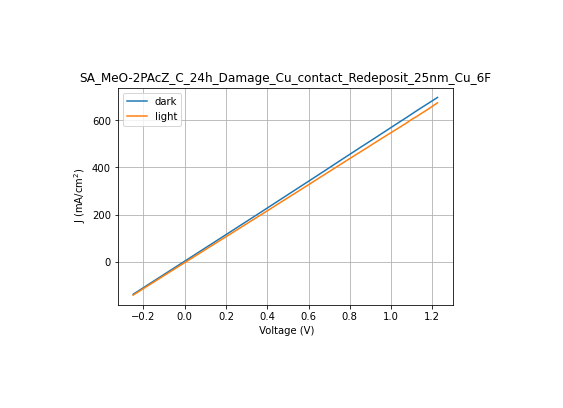 SA_MeO-2PAcZ_C_24h_Damage_Cu_contact_Redeposit_25nm_Cu_6F
dark
light
600
400
200
0
J (mA/cm²)
−0.2 0.0 0.2 0.4 0.6 0.8 1.0 1.2
Voltage (V)